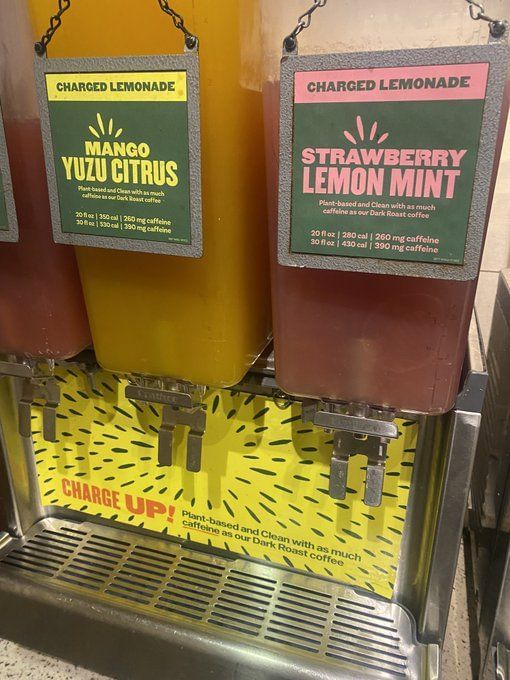 CHARGED LEMONADE
MANGO
YUZU CITRUS
Plant-based and Clean with as much
caffeine as our Dark Roast coffee
20 fl oz | 350 cal | 260 mg caffeine
30 fl oz | 530 cal | 390 mg caffeine
CHARGED LEMONADE
STRAWBERRY
LEMON MINT
Plant-based and Clean with as much
caffeine as our Dark Roast coffee
20 fl oz | 280 cal | 260 mg caffeine
30 fl oz | 430 cal | 390 mg caffeine
CHARGE UP!
Plant-based and Clean with as much
caffeine as our Dark Roast coffee